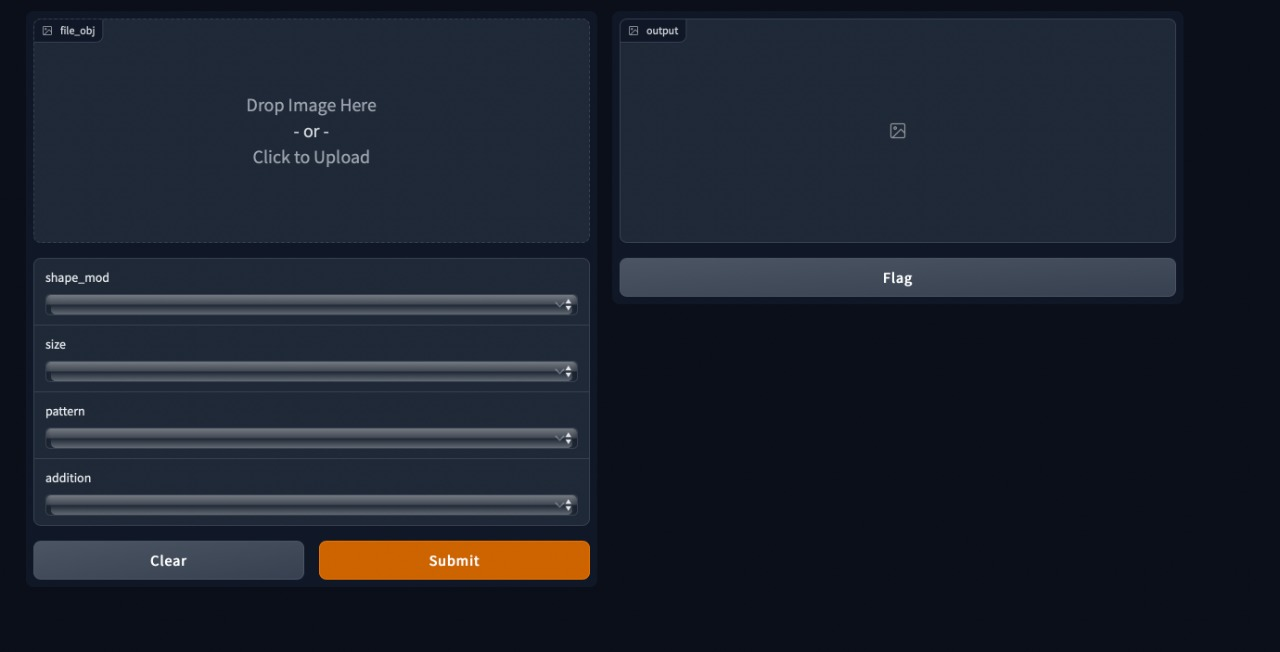 file_obj
Drop Image Here
- or -
Click to Upload
shape_mod
size
pattern
addition
Clear
Submit
output
Flag